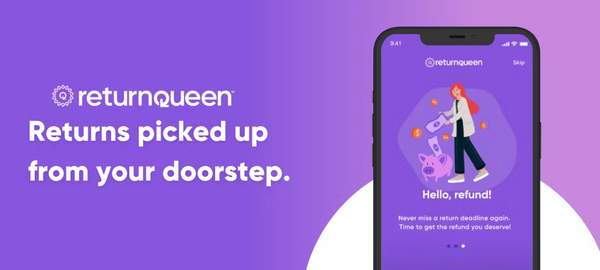 returnqueen™
Returns picked up
from your doorstep.
9:41
returnqueen
Skip
Hello, refund!
Never miss a return deadline again.
Time to get the refund you deserve!